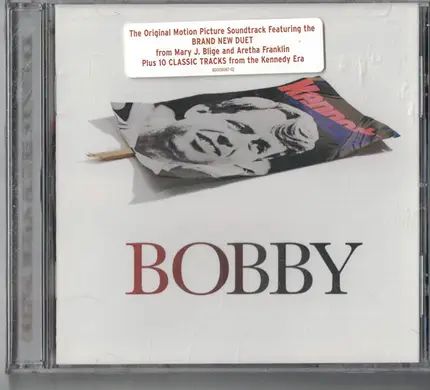 The Original Motion Picture Soundtrack Featuring the
BRAND NEW DUET
from Mary J. Blige and Aretha Franklin
Plus 10 CLASSIC TRACKS from the Kennedy Era
BOBBY